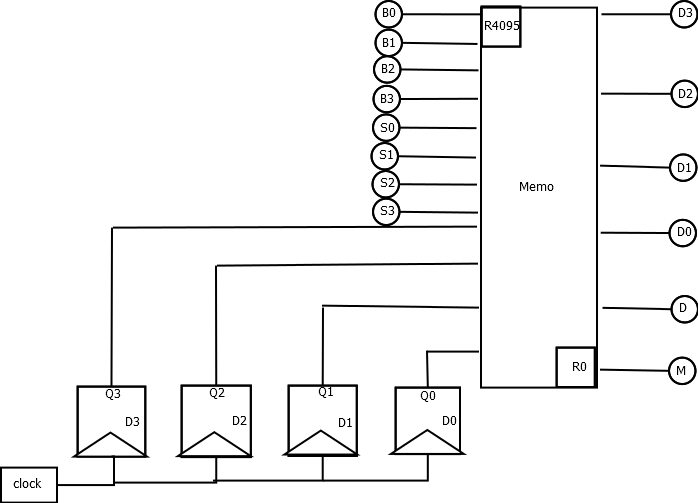 B0
R4095
D3
B1
B2
D2
B3
S0
S1
D1
S2
Memo
S3
D0
D
R0
M
Q3
Q2
Q1
Q0
D3
D2
D1
D0
clock